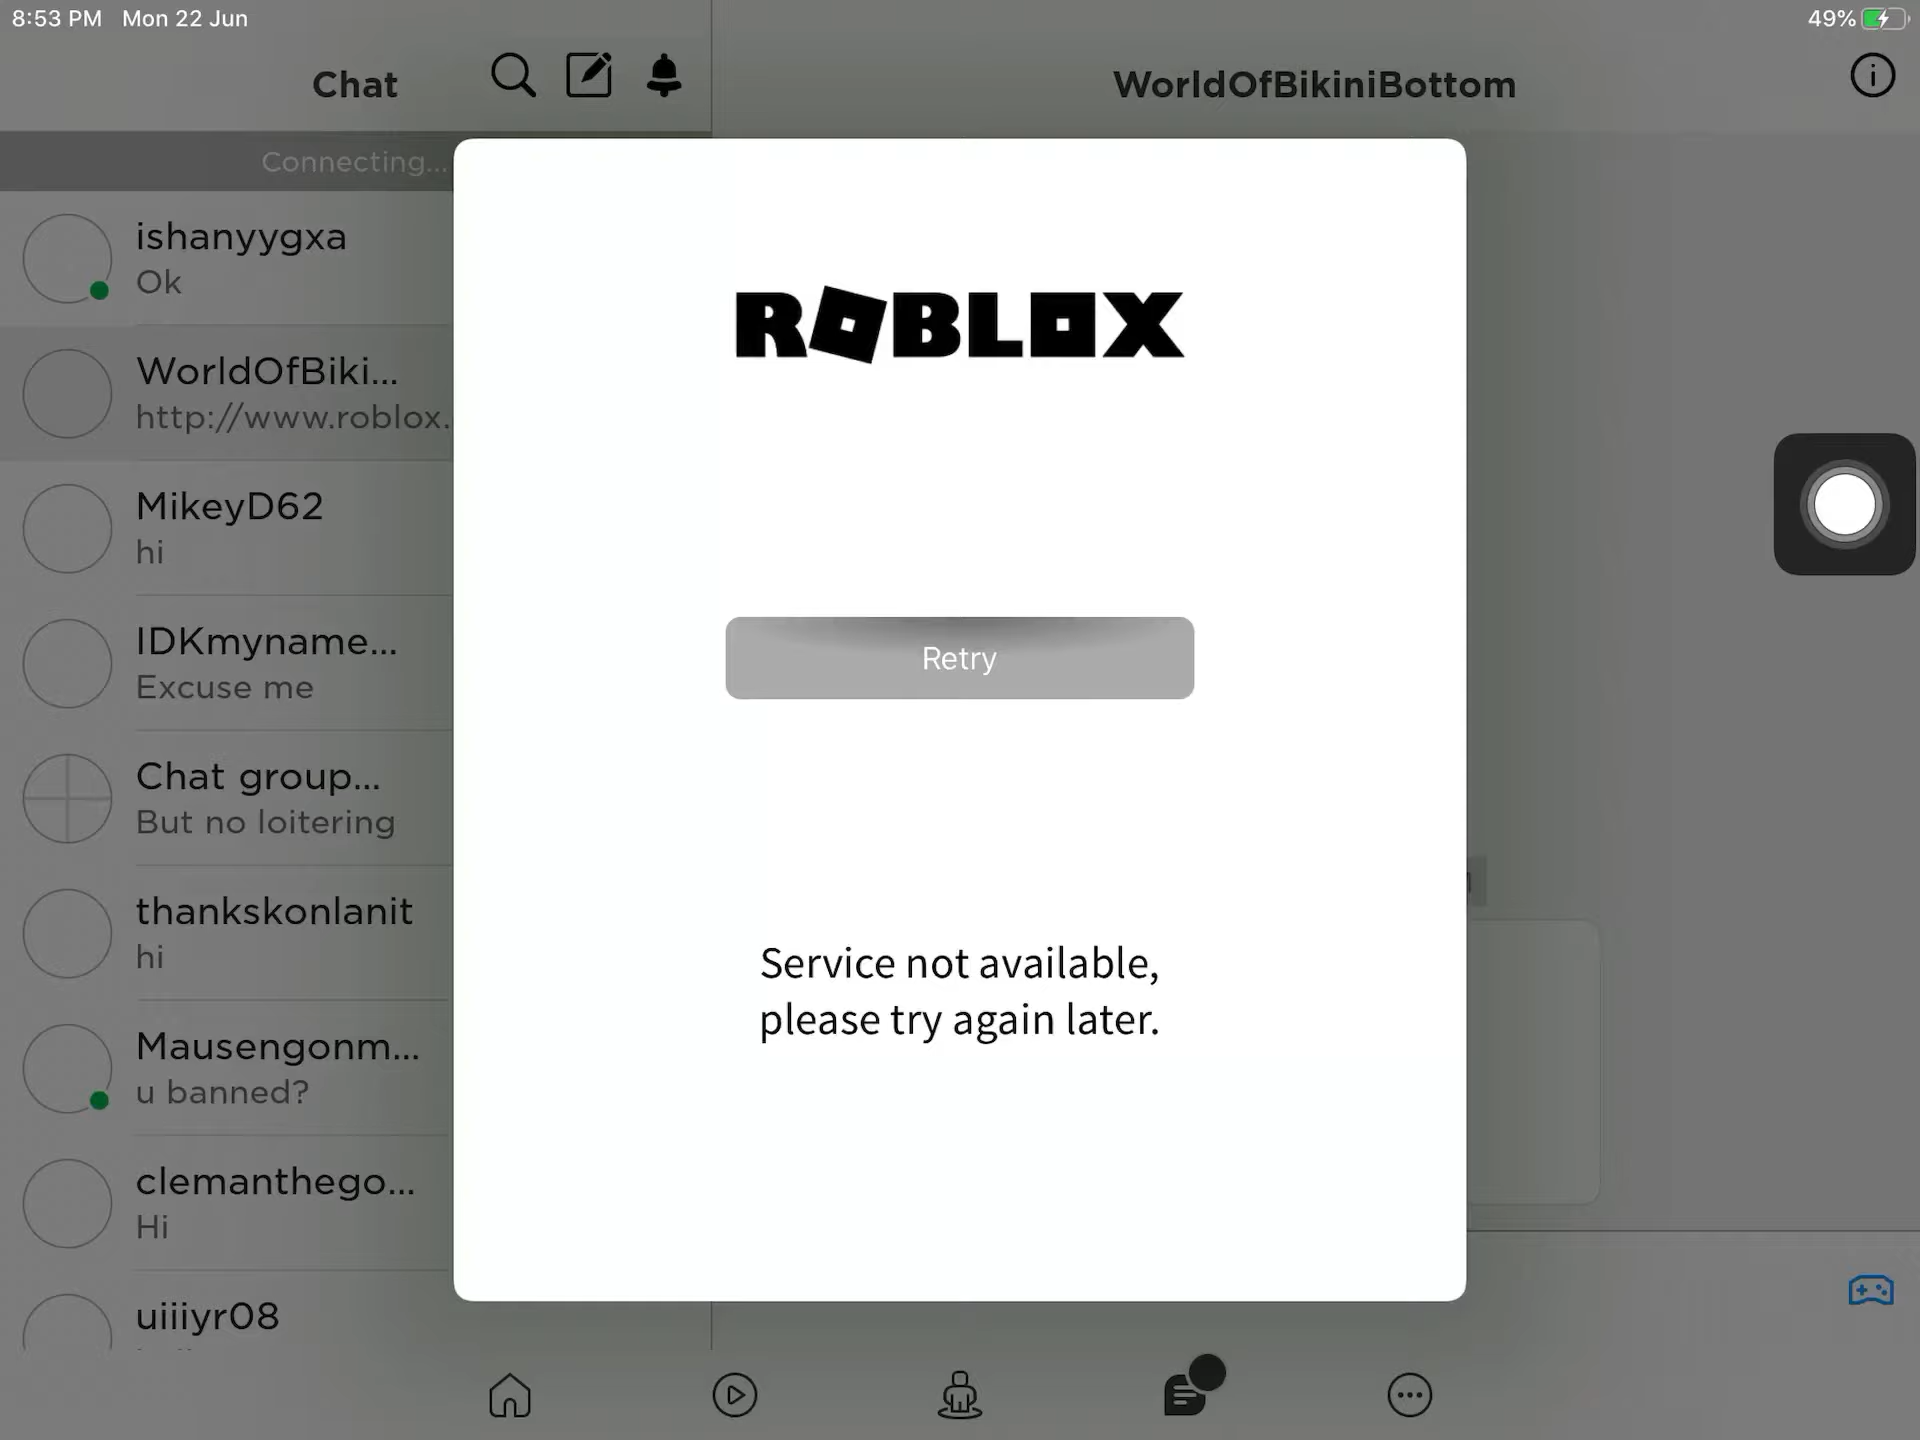 8:53 PM Mon 22 Jun
49%
Chat
WorldOfBikiniBottom
Connecting...
ishanyygxa
Ok
WorldOfBiki...
http://www.roblox.
MikeyD62
hi
IDKmyname...
Excuse me
Chat group...
But no loitering
thankskonlanit
hi
Mausengonm...
u banned?
clemanthego...
Hi
uiiiyr08
ROBLOX
Retry
Service not available,
please try again later.